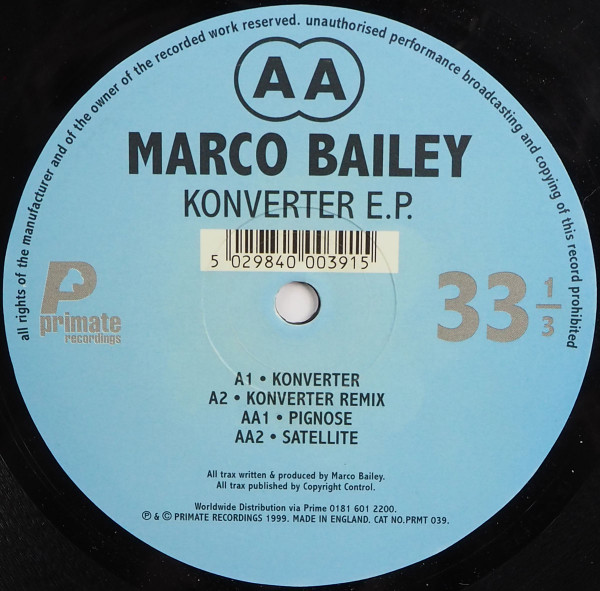 all rights of the manufacturer and of the owner of the recorded work reserved. unauthorised performance broadcasting and copying of this record prohibited
AA
MARCO BAILEY
KONVERTER E.P.
5 029840 003915
P
primate
recordings
33 1/3
A1 • KONVERTER
A2 • KONVERTER REMIX
AA1 • PIGNOSE
AA2 • SATELLITE
All trax written & produced by Marco Bailey.
All trax published by Copyright Control.
Worldwide Distribution via Prime 0181 601 2200.
℗ & © PRIMATE RECORDINGS 1999. MADE IN ENGLAND. CAT NO.PRMT 039.